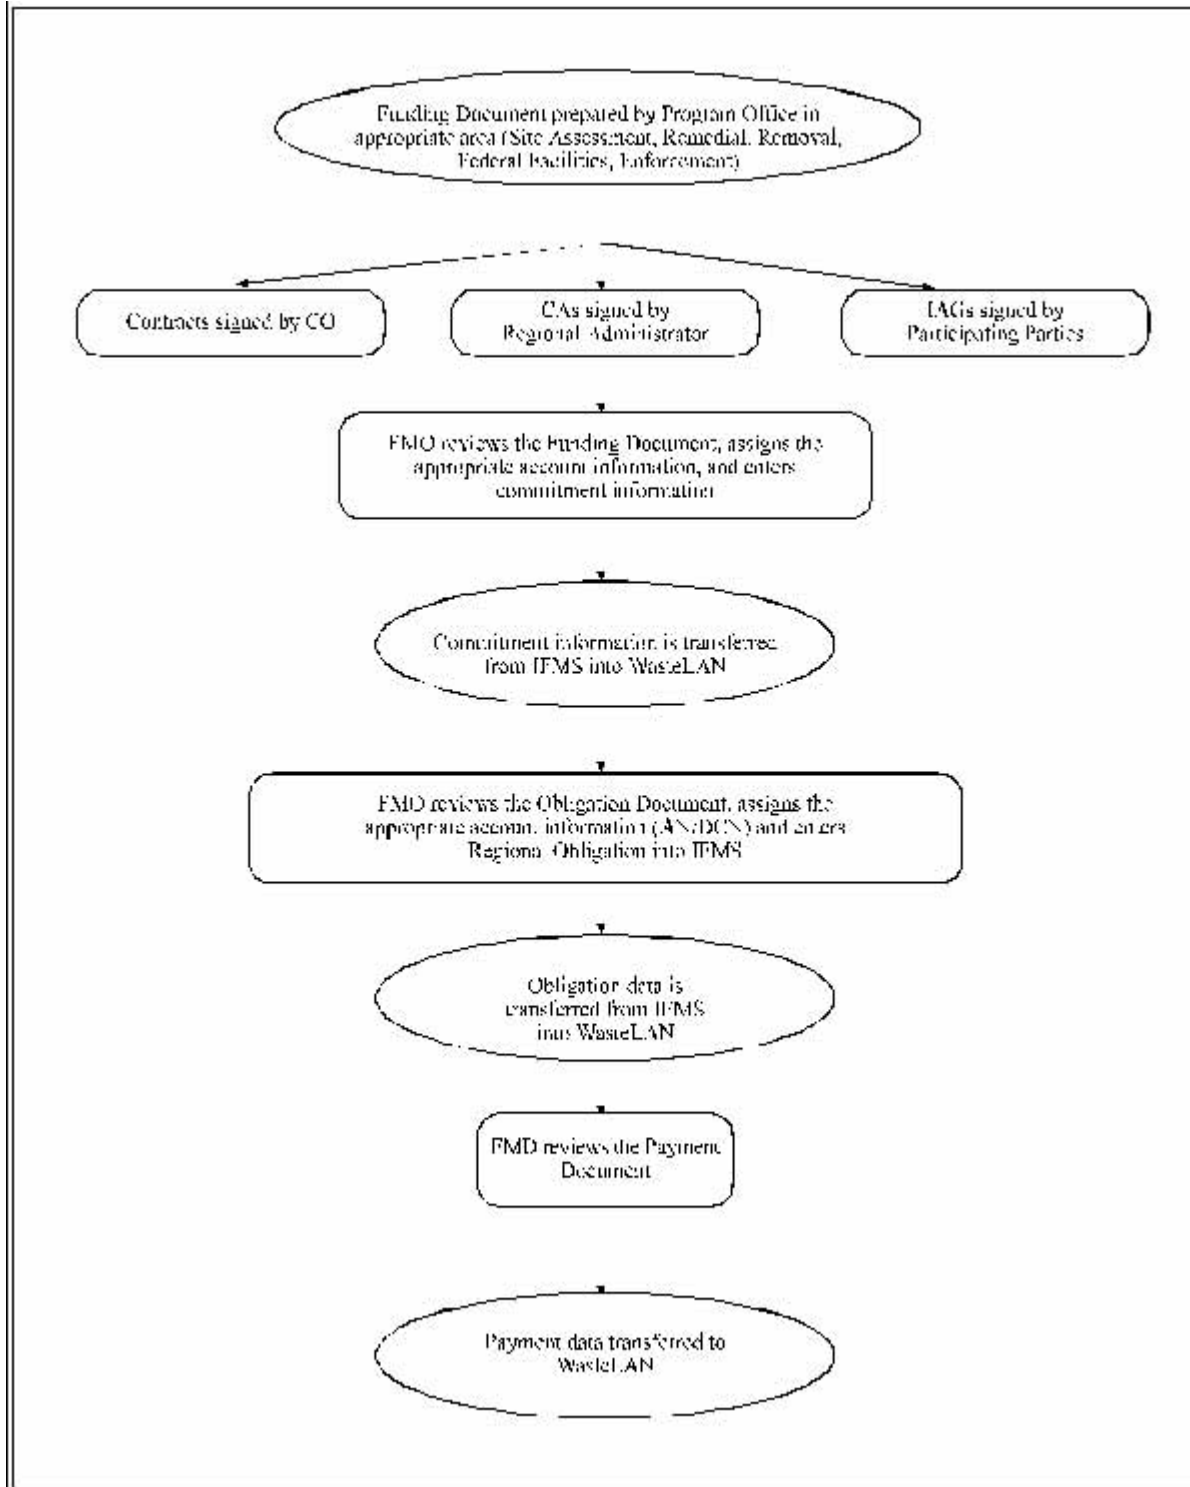 Funding Document prepared by Program Office in
appropriate area (Site Assessment, Remedial, Removal,
Federal Facilities, Enforcement)
Contracts signed by CO
CAs signed by
Regional Administrator
IAGs signed by
Participating Parties
FMO reviews the Funding Document, assigns the
appropriate account information, and enters
commitment information
Commitment information is transferred
from IFMS into WasteLAN
FMO reviews the Obligation Document, assigns the
appropriate account information (AN/DCN) and enters
Regional Obligation into IFMS
Obligation data is
transferred from IFMS
into WasteLAN
FMD reviews the Payment
Document
Payment data transferred to
WasteLAN